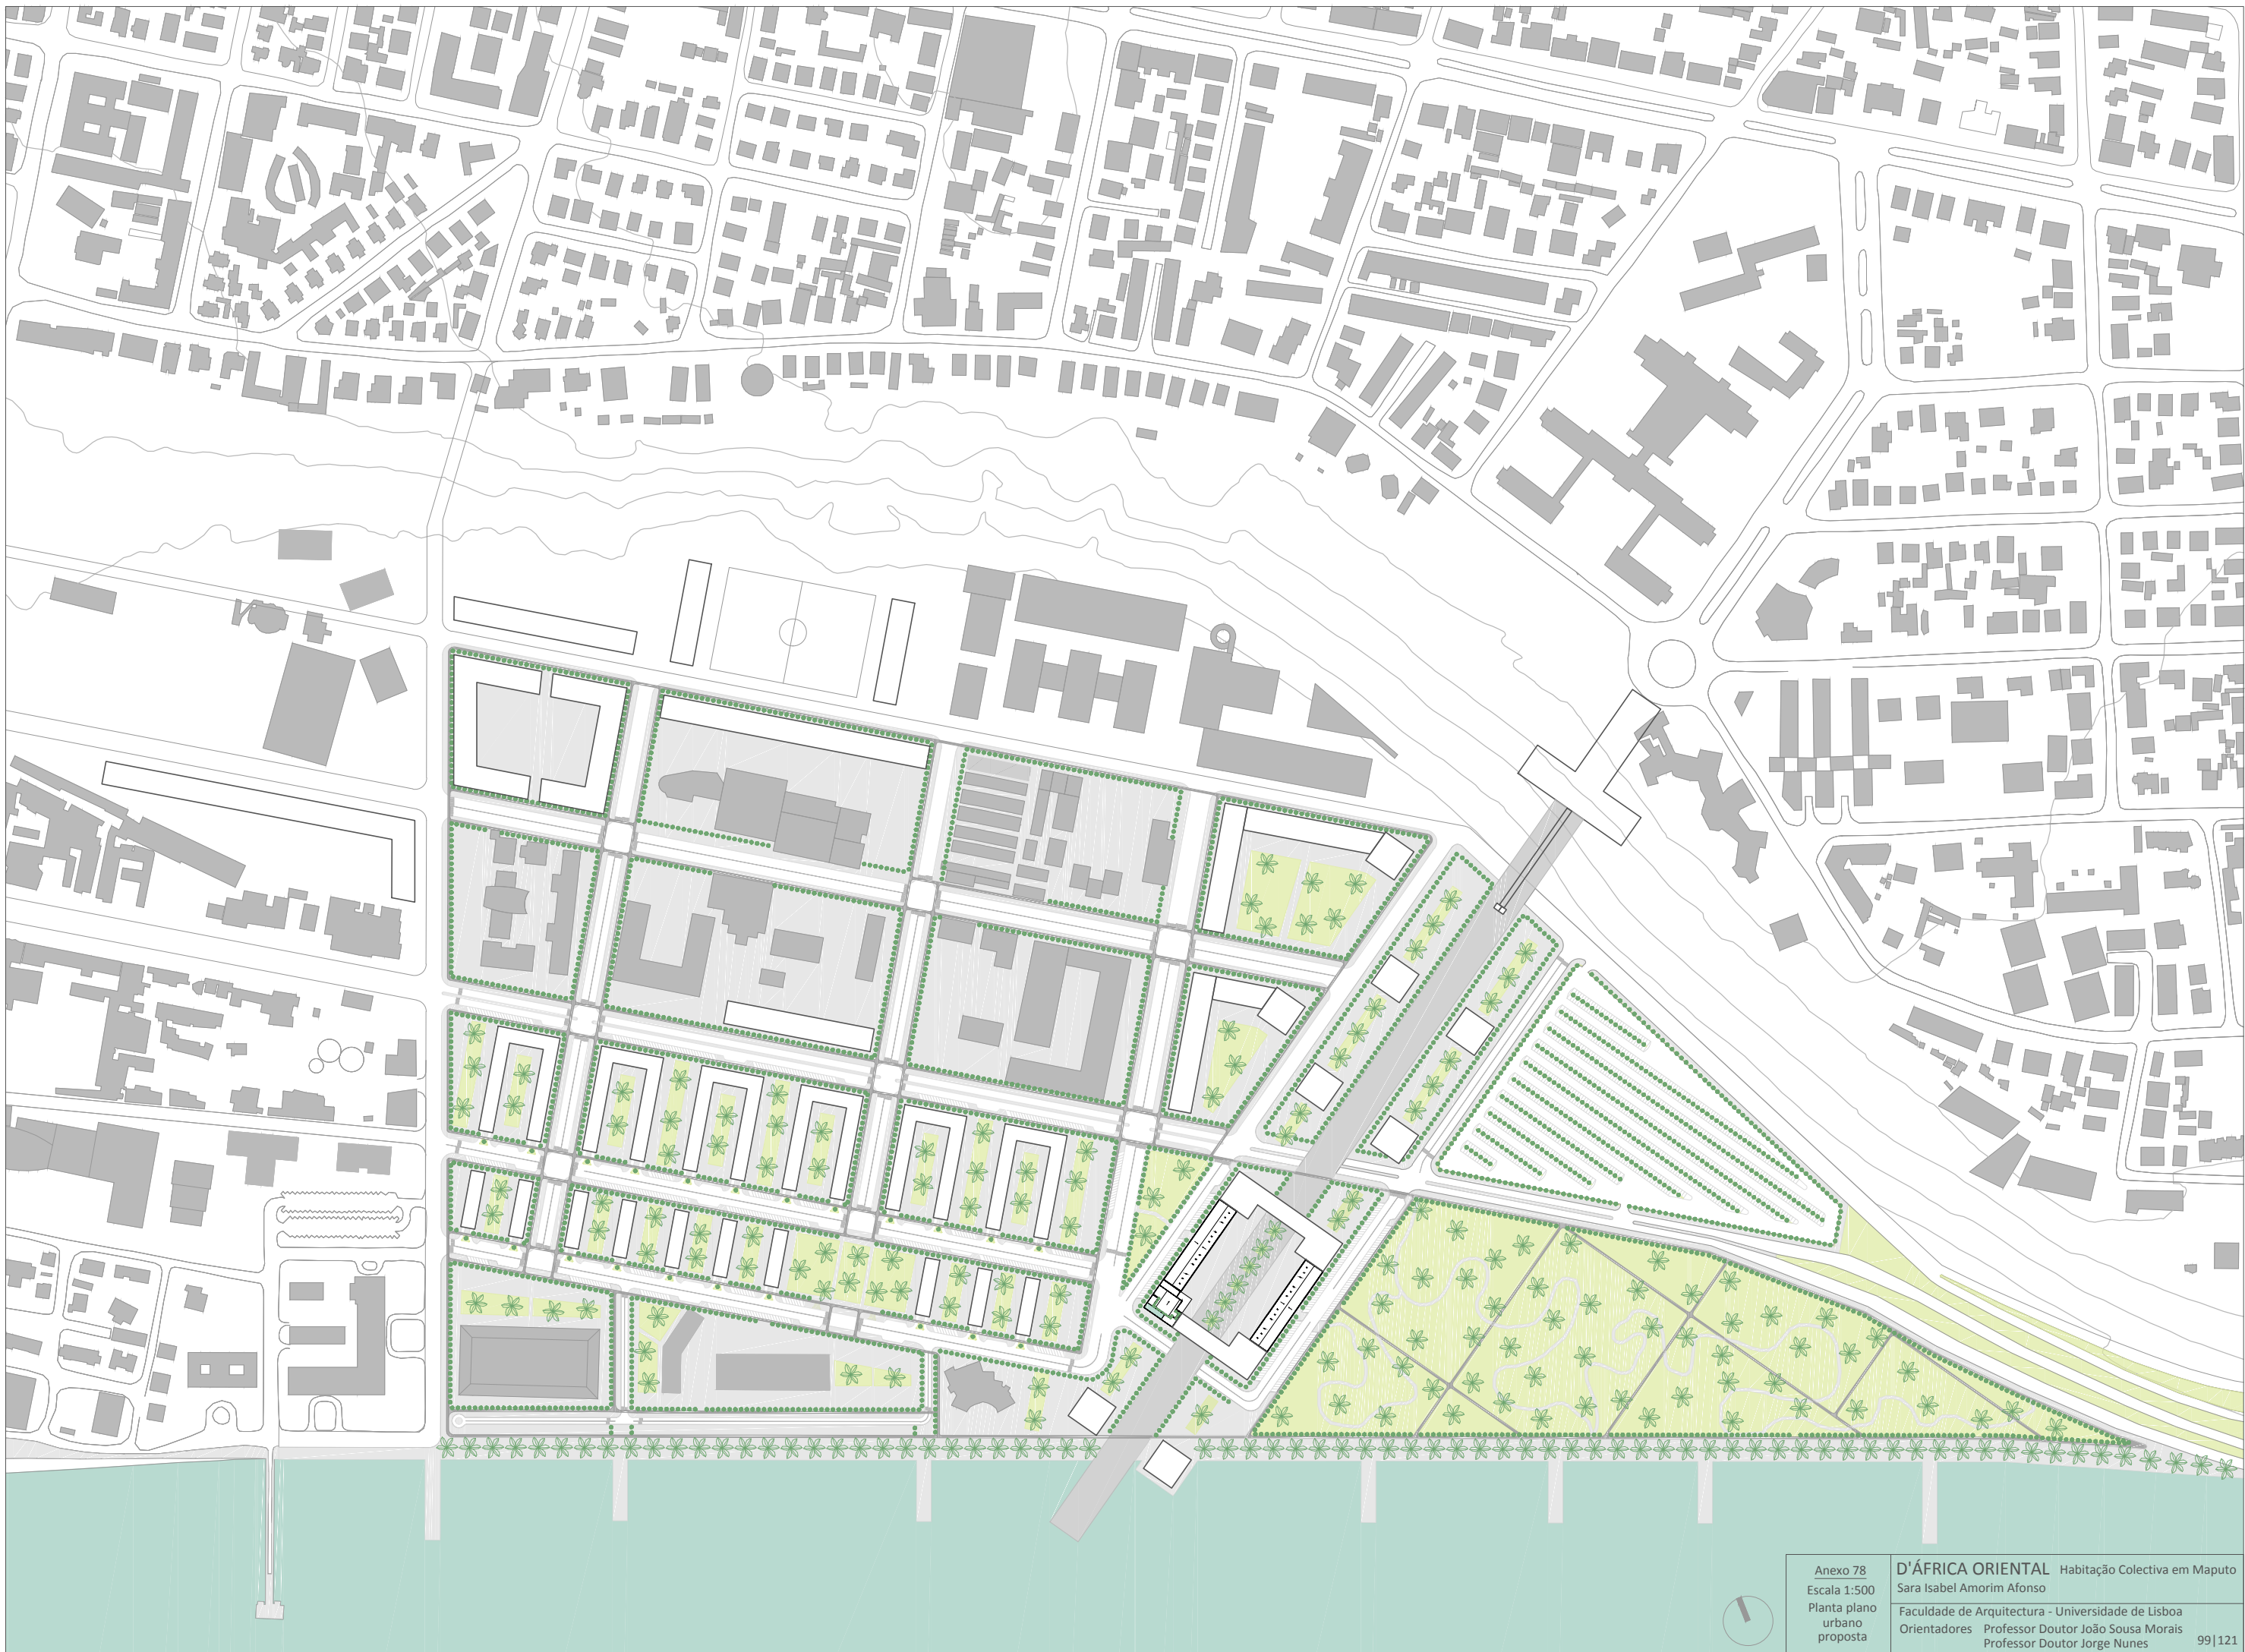 Anexo 78
Escala 1:500
Planta plano
urbano
proposta
D'ÁFRICA ORIENTAL Habitação Colectiva em Maputo
Sara Isabel Amorim Afonso
Faculdade de Arquitectura - Universidade de Lisboa
Orientadores Professor Doutor João Sousa Morais
Professor Doutor Jorge Nunes
99|121